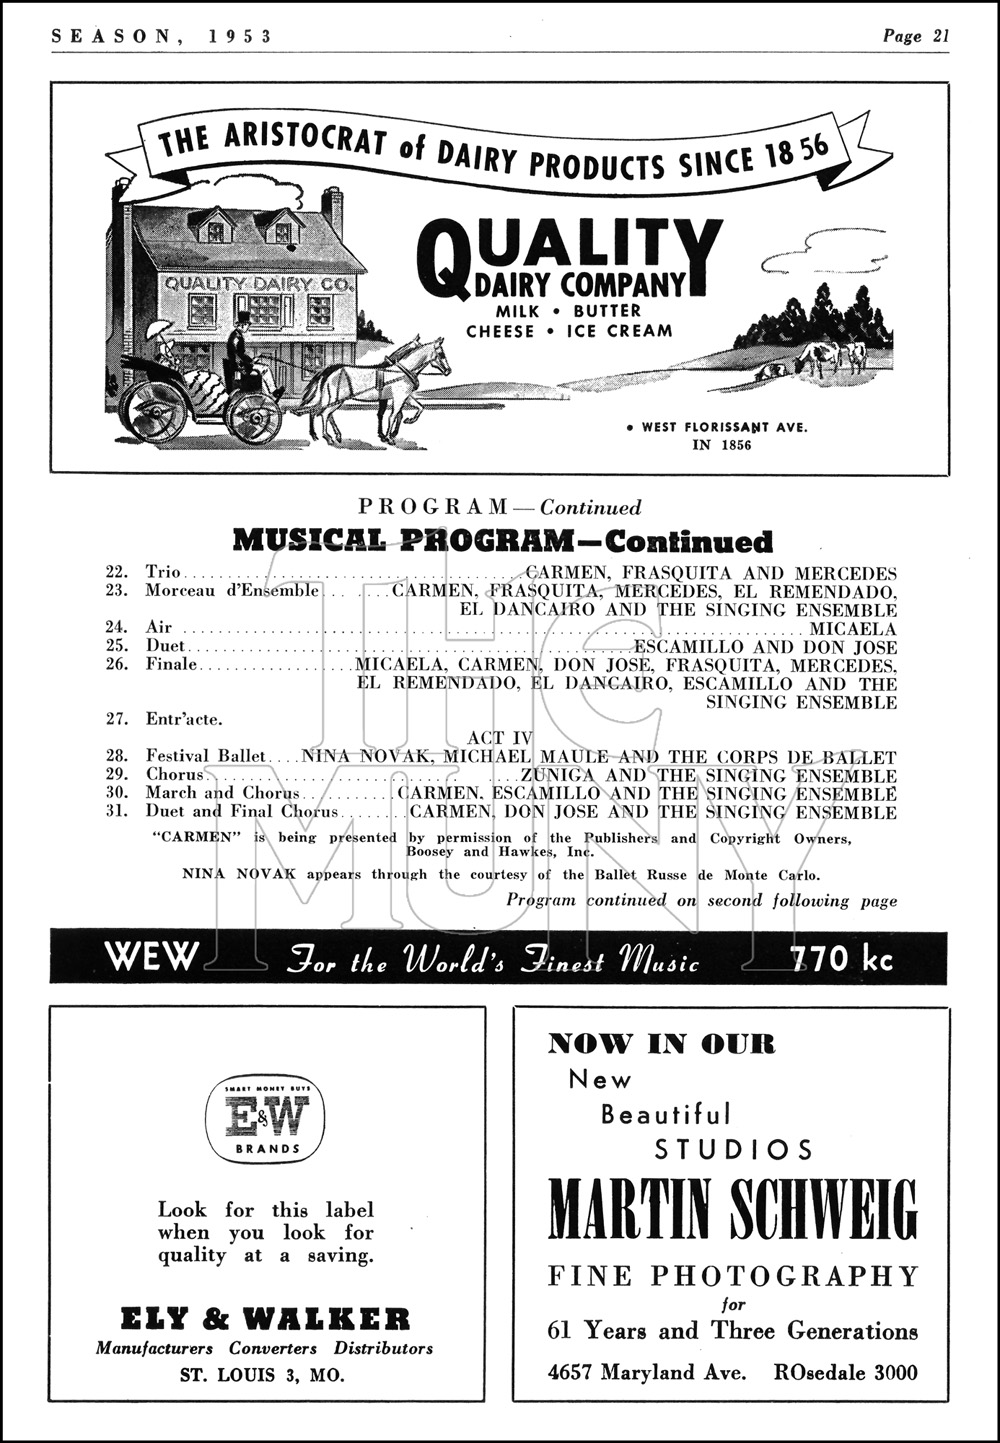 SEASON, 1953 Page 21
THE ARISTOCRAT of DAIRY PRODUCTS SINCE 1856
QUALITY
DAIRY COMPANY
MILK • BUTTER
CHEESE • ICE CREAM
QUALITY DAIRY CO.
• WEST FLORISSANT AVE.
IN 1856
PROGRAM—Continued
MUSICAL PROGRAM—Continued
22. Trio........................................CARMEN, FRASQUITA AND MERCEDES
23. Morceau d'Ensemble........CARMEN, FRASQUITA, MERCEDES, EL REMENDADO,
EL DANCAIRO AND THE SINGING ENSEMBLE
24. Air........................................MICAELA
25. Duet........................................ESCAMILLO AND DON JOSE
26. Finale....................MICAELA, CARMEN, DON JOSE, FRASQUITA, MERCEDES,
EL REMENDADO, EL DANCAIRO, ESCAMILLO AND THE
SINGING ENSEMBLE
27. Entr'acte.
ACT IV
28. Festival Ballet....NINA NOVAK, MICHAEL MAULE AND THE CORPS DE BALLET
29. Chorus........................................ZUNIGA AND THE SINGING ENSEMBLE
30. March and Chorus...........CARMEN, ESCAMILLO AND THE SINGING ENSEMBLE
31. Duet and Final Chorus........CARMEN, DON JOSE AND THE SINGING ENSEMBLE
"CARMEN" is being presented by permission of the Publishers and Copyright Owners,
Boosey and Hawkes, Inc.
NINA NOVAK appears through the courtesy of the Ballet Russe de Monte Carlo.
Program continued on second following page
THE
MUNY
WEW For the World's Finest Music 770 kc
SMART MONEY BUYS
E&W
BRANDS
Look for this label
when you look for
quality at a saving.
ELY & WALKER
Manufacturers Converters Distributors
ST. LOUIS 3, MO.
NOW IN OUR
New
Beautiful
STUDIOS
MARTIN SCHWEIG
FINE PHOTOGRAPHY
for
61 Years and Three Generations
4657 Maryland Ave. ROsedale 3000